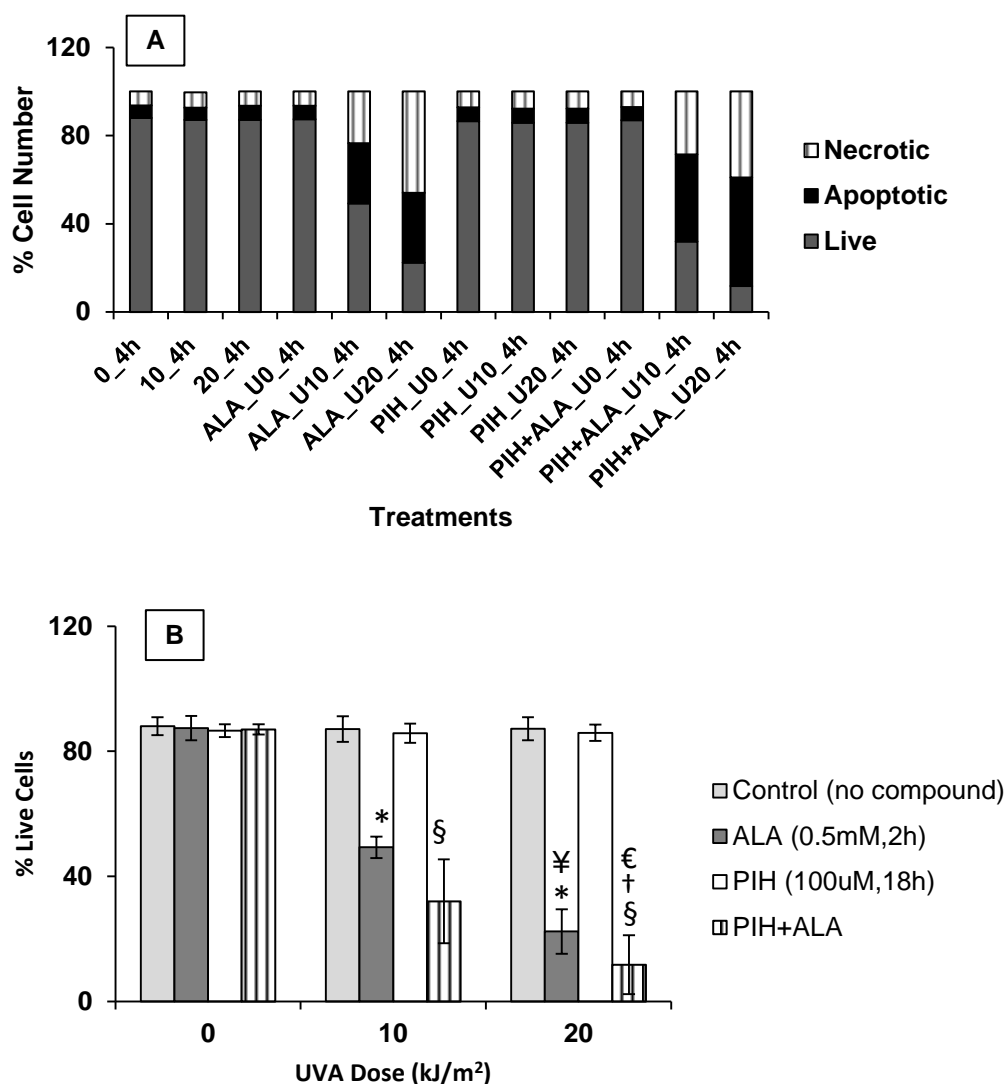 A
120
80
40
0
% Cell Number
Necrotic
Apoptotic
Live
0_4h
10_4h
20_4h
ALA_U0_4h
ALA_U10_4h
ALA_U20_4h
PIH_U0_4h
PIH_U10_4h
PIH_U20_4h
PIH+ALA_U0_4h
PIH+ALA_U10_4h
PIH+ALA_U20_4h
Treatments
B
120
80
40
0
% Live Cells
*
§
¥
*
€
†
§
Control (no compound)
ALA (0.5mM,2h)
PIH (100uM,18h)
PIH+ALA
0
10
20
UVA Dose (kJ/m²)